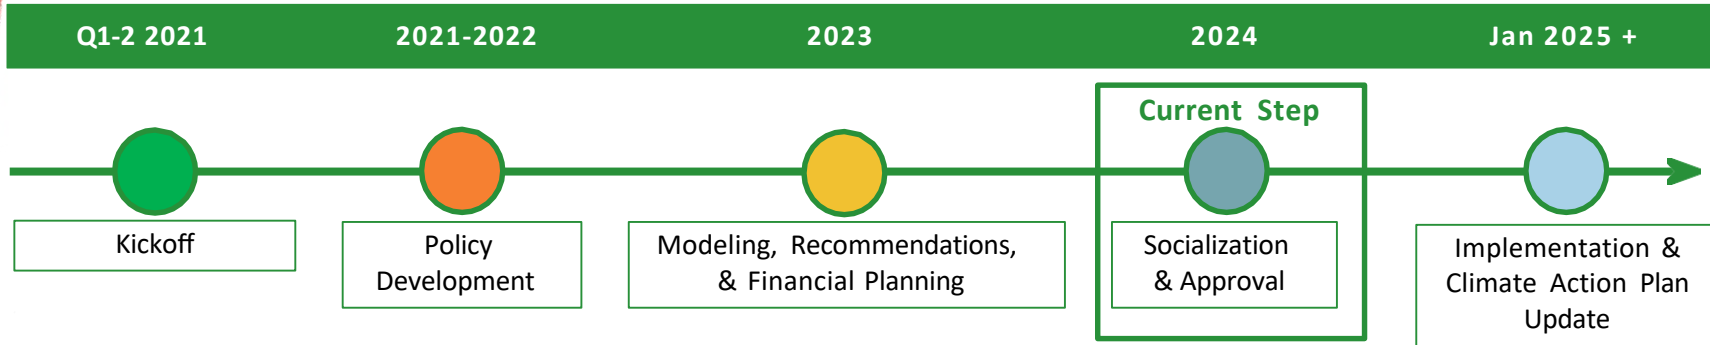 Q1-2 2021
2021-2022
2023
2024
Jan 2025 +
Current Step
Kickoff
Policy
Development
Modeling, Recommendations,
& Financial Planning
Socialization
& Approval
Implementation &
Climate Action Plan
Update